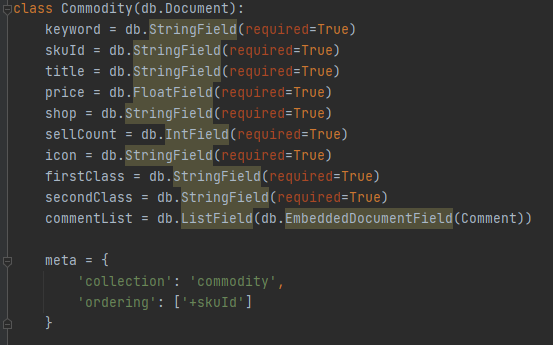 class Commodity(db.Document):
    keyword = db.StringField(required=True)
    skuId = db.StringField(required=True)
    title = db.StringField(required=True)
    price = db.FloatField(required=True)
    shop = db.StringField(required=True)
    sellCount = db.IntField(required=True)
    icon = db.StringField(required=True)
    firstClass = db.StringField(required=True)
    secondClass = db.StringField(required=True)
    commentList = db.ListField(db.EmbeddedDocumentField(Comment))
    meta = {
        'collection': 'commodity',
        'ordering': ['+skuId']
    }